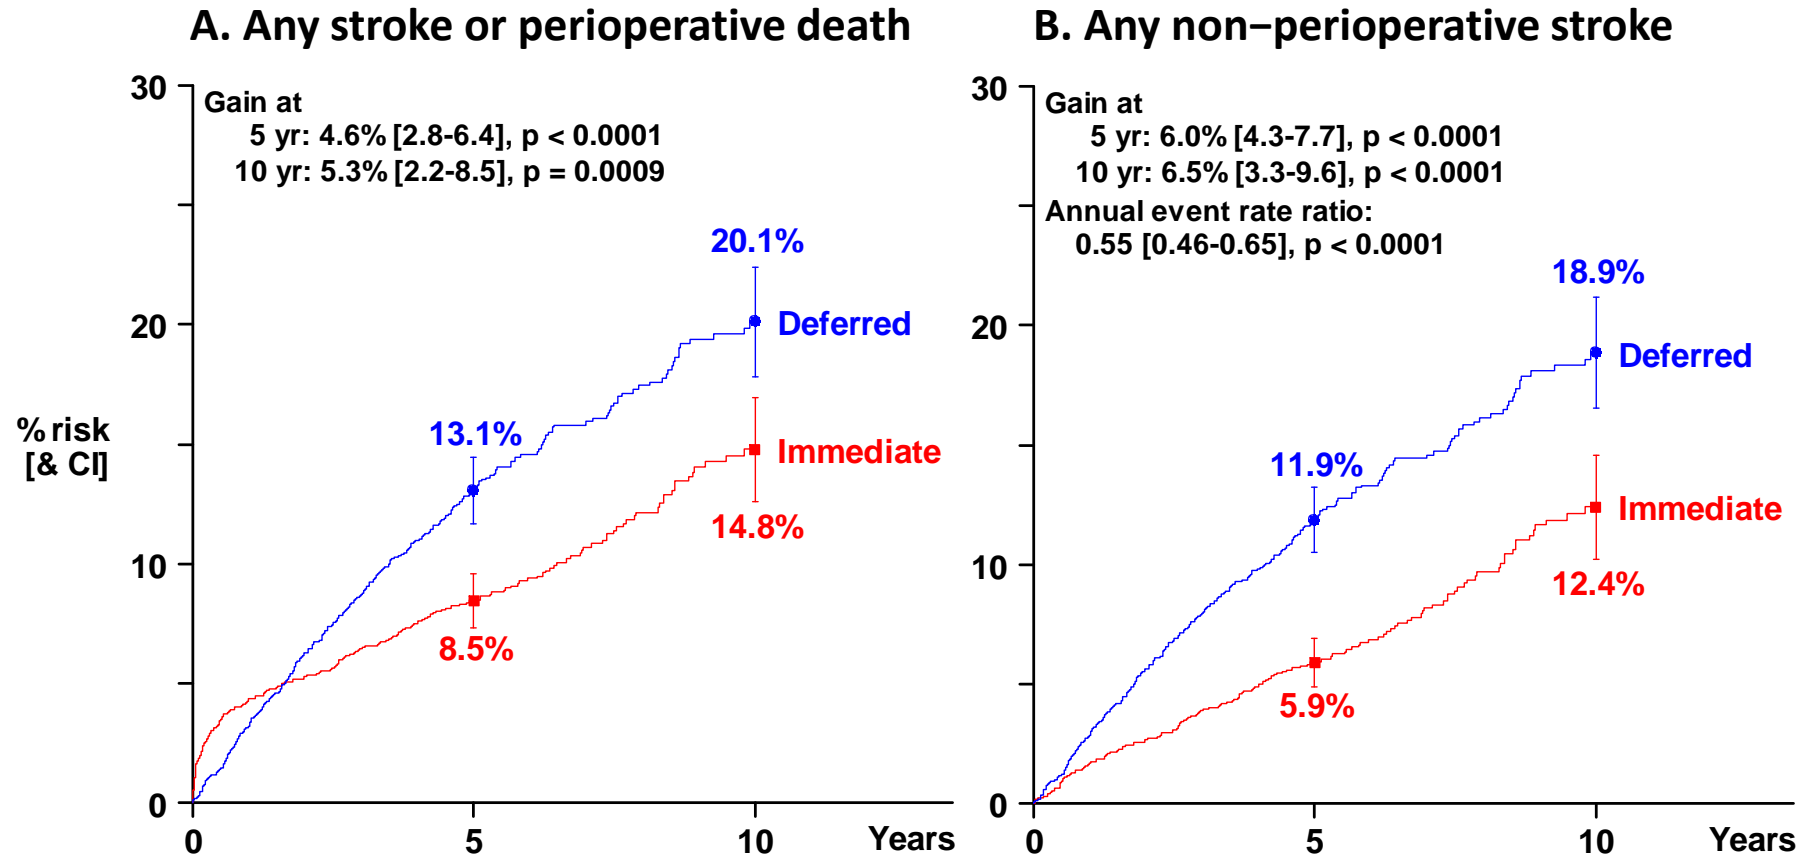 A. Any stroke or perioperative death
30
Gain at
5 yr: 4.6% [2.8-6.4], p < 0.0001
10 yr: 5.3% [2.2-8.5], p = 0.0009
20.1%
Deferred
20
13.1%
% risk
[& CI]
Immediate
14.8%
10
8.5%
0
0
5
10
Years
B. Any non–perioperative stroke
30
Gain at
5 yr: 6.0% [4.3-7.7], p < 0.0001
10 yr: 6.5% [3.3-9.6], p < 0.0001
Annual event rate ratio:
0.55 [0.46-0.65], p < 0.0001
18.9%
20
Deferred
11.9%
Immediate
10
12.4%
5.9%
0
0
5
10
Years